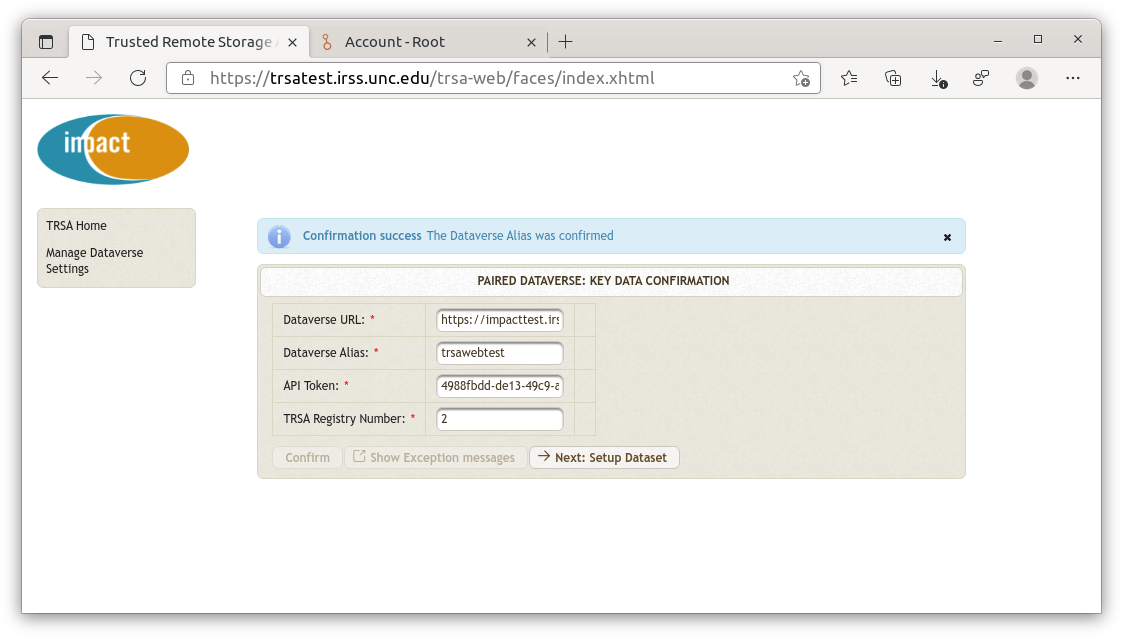 Trusted Remote Storage
Account - Root
https://trsatest.irss.unc.edu/trsa-web/faces/index.xhtml
impact
TRSA Home
Manage Dataverse
Settings
Confirmation success The Dataverse Alias was confirmed
PAIRED DATAVERSE: KEY DATA CONFIRMATION
Dataverse URL: * https://impacttest.irs
Dataverse Alias: * trsawebtest
API Token: * 4988fbdd-de13-49c9-a
TRSA Registry Number: * 2
Confirm Show Exception messages Next: Setup Dataset